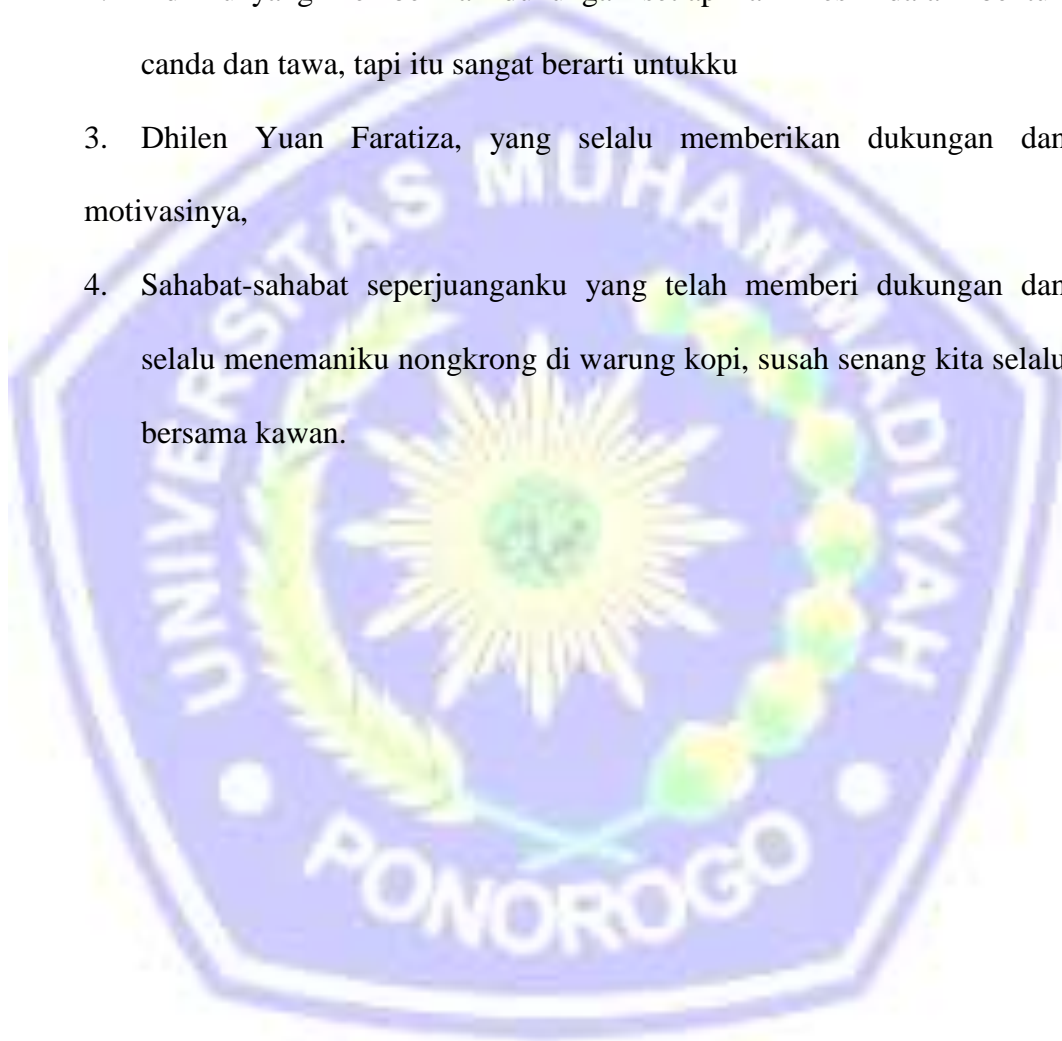 canda dan tawa, tapi itu sangat berarti untukku
3. Dhilen Yuan Faratiza, yang selalu memberikan dukungan dan
motivasinya,
4. Sahabat-sahabat seperjuanganku yang telah memberi dukungan dan
selalu menemaniku nongkrong di warung kopi, susah senang kita selalu
bersama kawan.
UNIVERSITAS MUHAMMADIYAH
PONOROGO